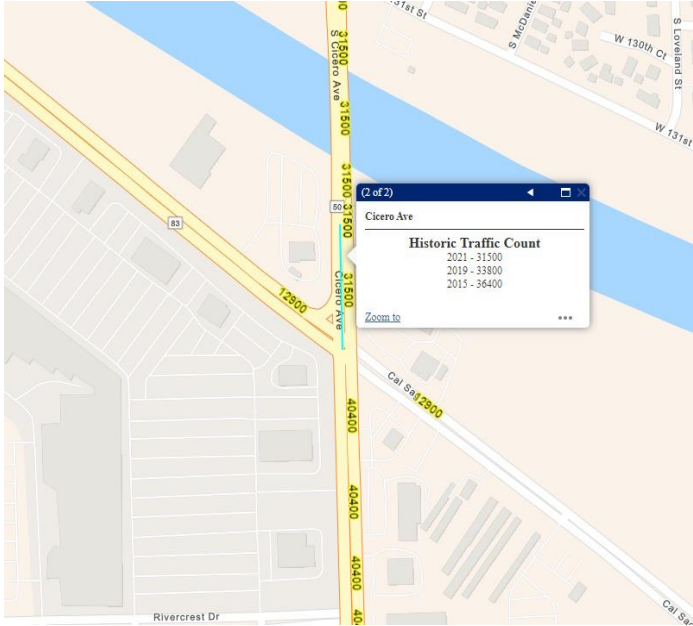 131st St
S McDaniel
W 130th Ct
S Loveland St
W 131st
31500
S Cicero Ave
31500
31500
50
31500
83
(2 of 2)
Cicero Ave
Historic Traffic Count
2021 - 31500
2019 - 33800
2015 - 36400
Zoom to
31500
Cicero Ave
12900
Cal Sag
12900
40400
40400
40400
40400
Rivercrest Dr
Cal Sag